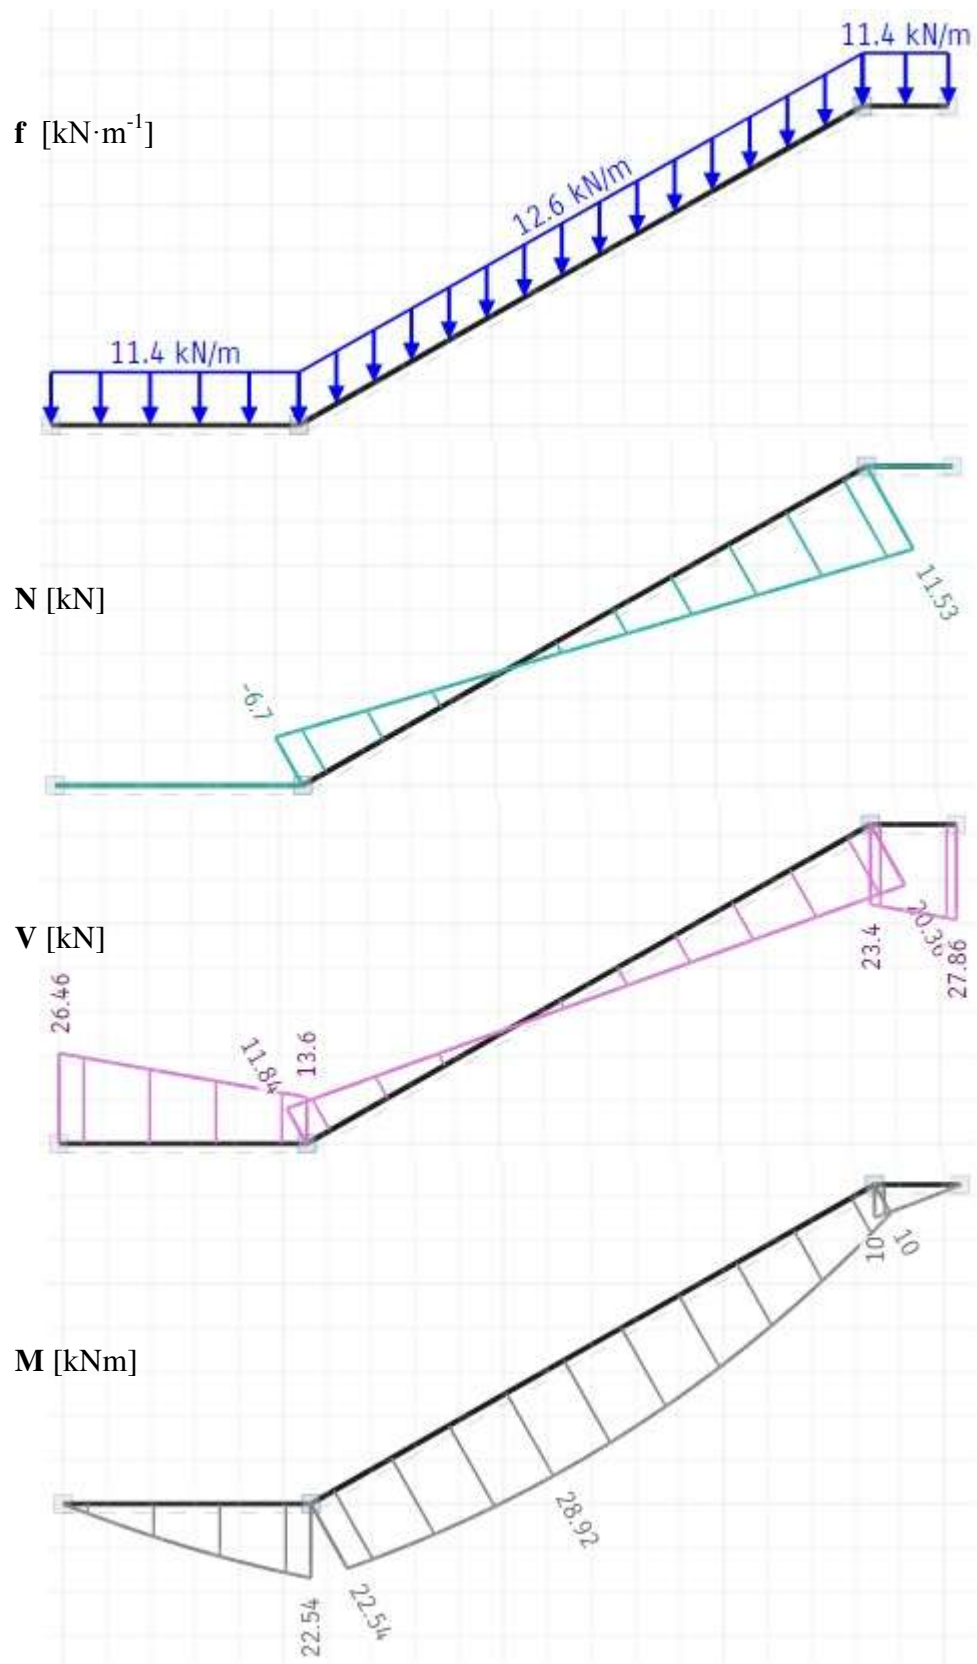 11.4 kN/m
f [kN·m⁻¹]
12.6 kN/m
11.4 kN/m
N [kN]
11.53
-6.7
V [kN]
26.46
11.84
13.6
23.4
27.86
10
10
M [kNm]
28.92
22.54
22.54